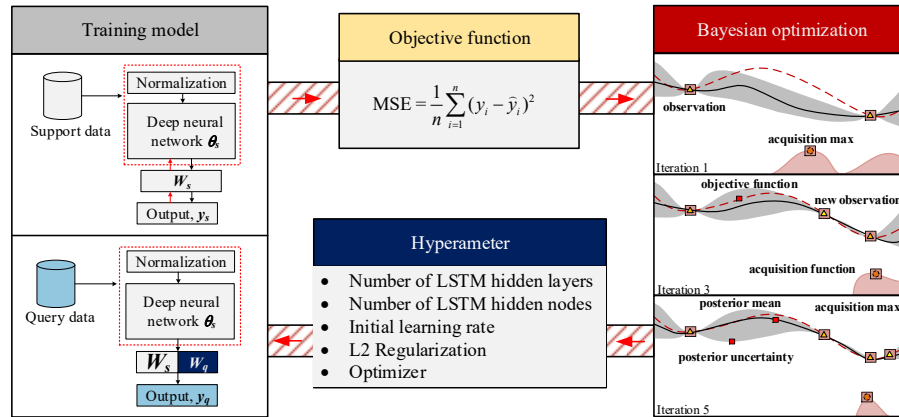 Training model
Normalization
Support data
Deep neural
network θs
Ws
Output, ys
Normalization
Query data
Deep neural
network θs
Ws
Wq
Output, yq
Objective function
MSE = 1/n ∑ i=1 n (yi − ŷi)2
Hyperameter
• Number of LSTM hidden layers
• Number of LSTM hidden nodes
• Initial learning rate
• L2 Regularization
• Optimizer
Bayesian optimization
observation
acquisition max
Iteration 1
objective function
new observation
acquisition function
Iteration 3
posterior mean
acquisition max
posterior uncertainty
Iteration 5